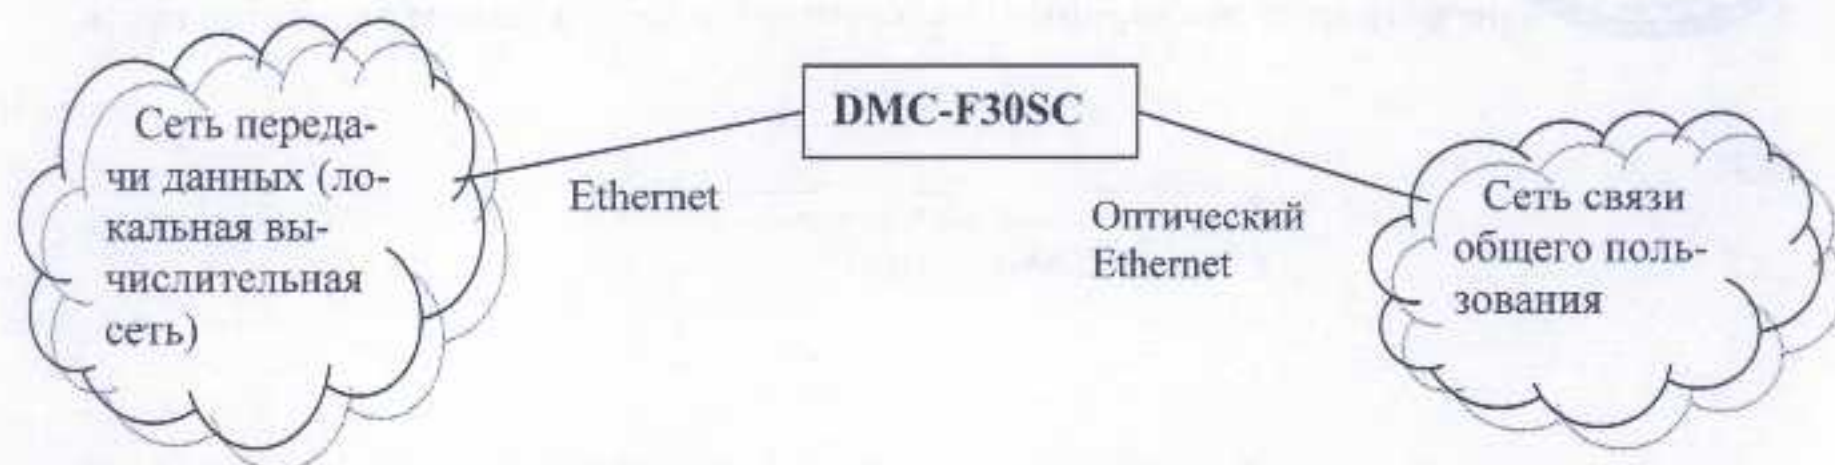 Сеть переда-
чи данных (ло-
кальная вы-
числительная
сеть)
Ethernet
DMC-F30SC
Оптический
Ethernet
Сеть связи
общего поль-
зования